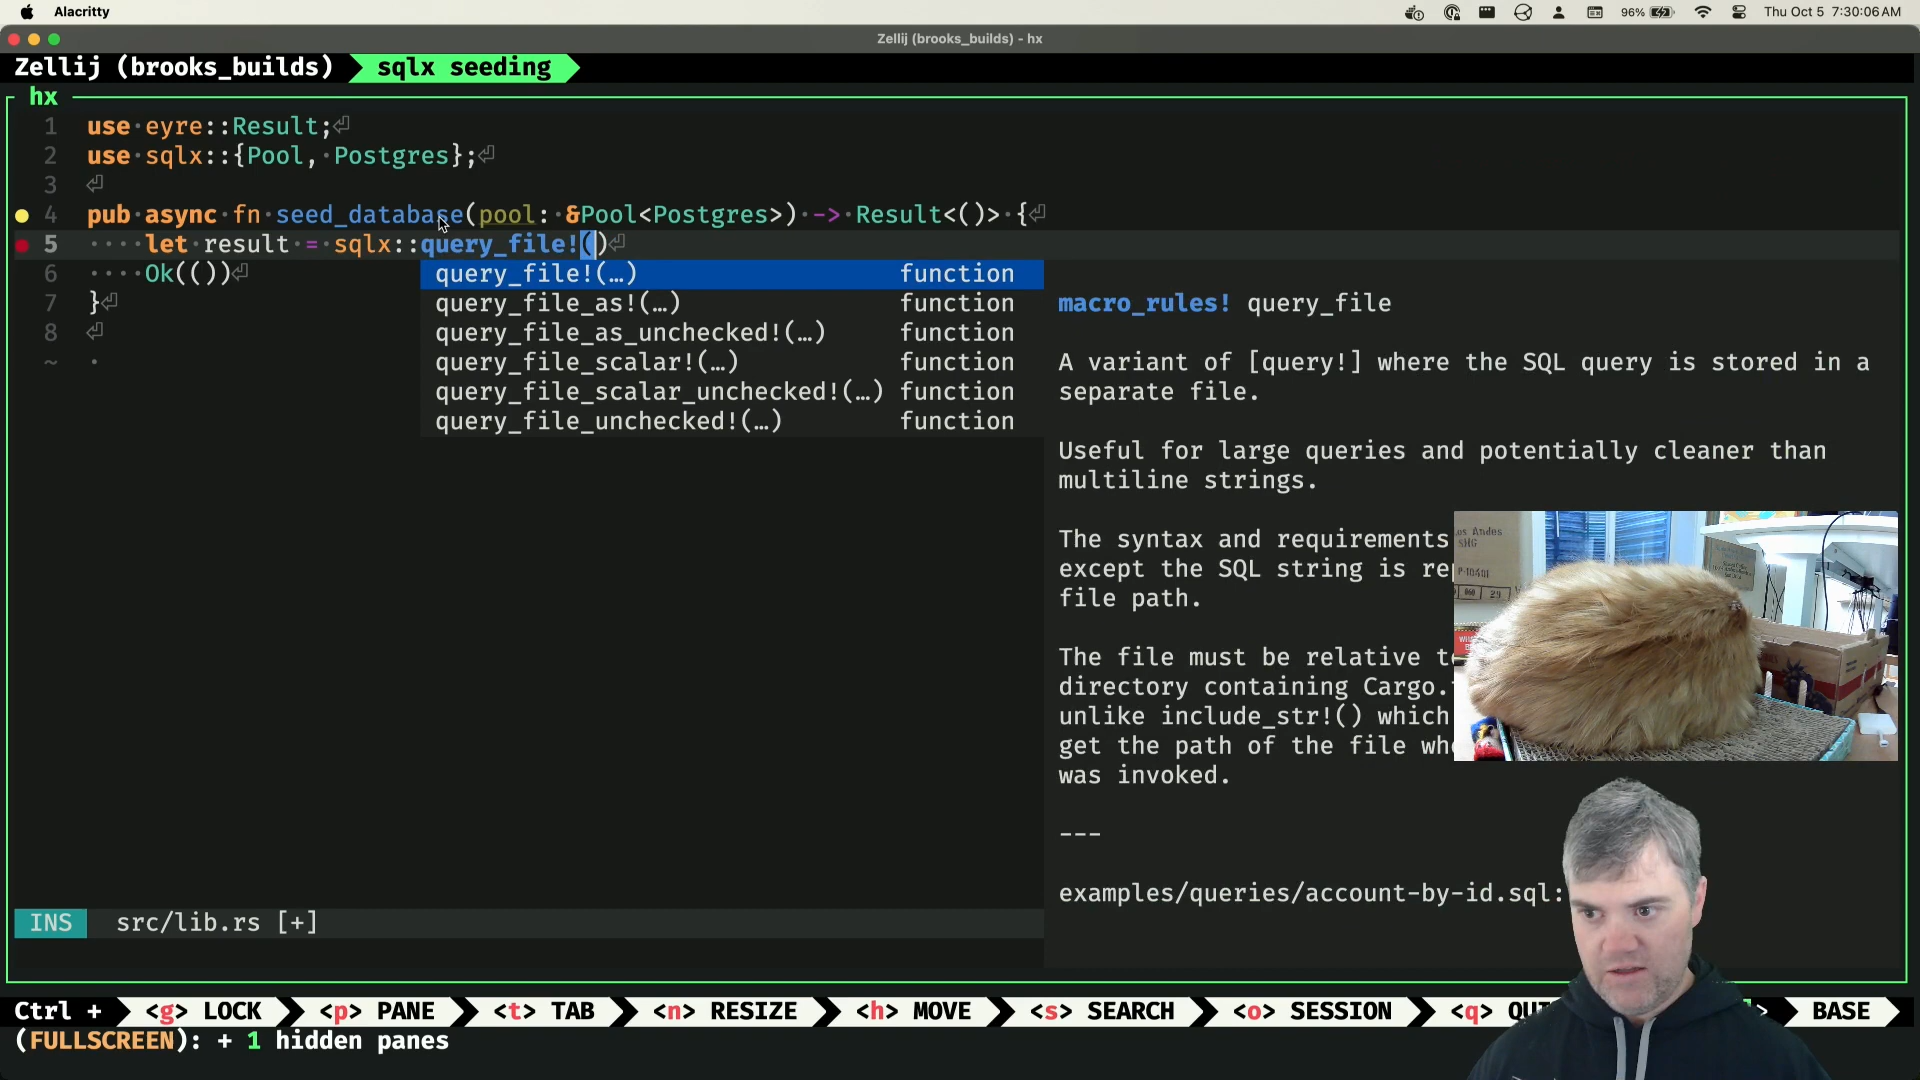 Alacritty
96%
Thu Oct 5 7:30:06 AM
Zellij (brooks_builds) - hx
Zellij (brooks_builds) sqlx seeding
hx
1 use·eyre::Result;⏎
2 use·sqlx::{Pool,·Postgres};⏎
3 ⏎
4 pub·async·fn·seed_database(pool:·&Pool<Postgres>)·->·Result<()>·{⏎
5 ····let·result·=·sqlx::query_file!()⏎
6 ····Ok(())⏎
7 }⏎
8 ⏎
~ ·
query_file!(…) function
query_file_as!(…) function
query_file_as_unchecked!(…) function
query_file_scalar!(…) function
query_file_scalar_unchecked!(…) function
query_file_unchecked!(…) function
macro_rules! query_file
A variant of [query!] where the SQL query is stored in a
separate file.
Useful for large queries and potentially cleaner than
multiline strings.
The syntax and requirements
except the SQL string is
file path.
The file must be relative
directory containing Cargo.
unlike include_str!() which
get the path of the file
was invoked.
---
examples/queries/account-by-id.sql:
Los Andes
SHG
P-10401
060 29
INS src/lib.rs [+]
Ctrl + <g> LOCK <p> PANE <t> TAB <n> RESIZE <h> MOVE <s> SEARCH <o> SESSION <q> BASE
(FULLSCREEN): + 1 hidden panes